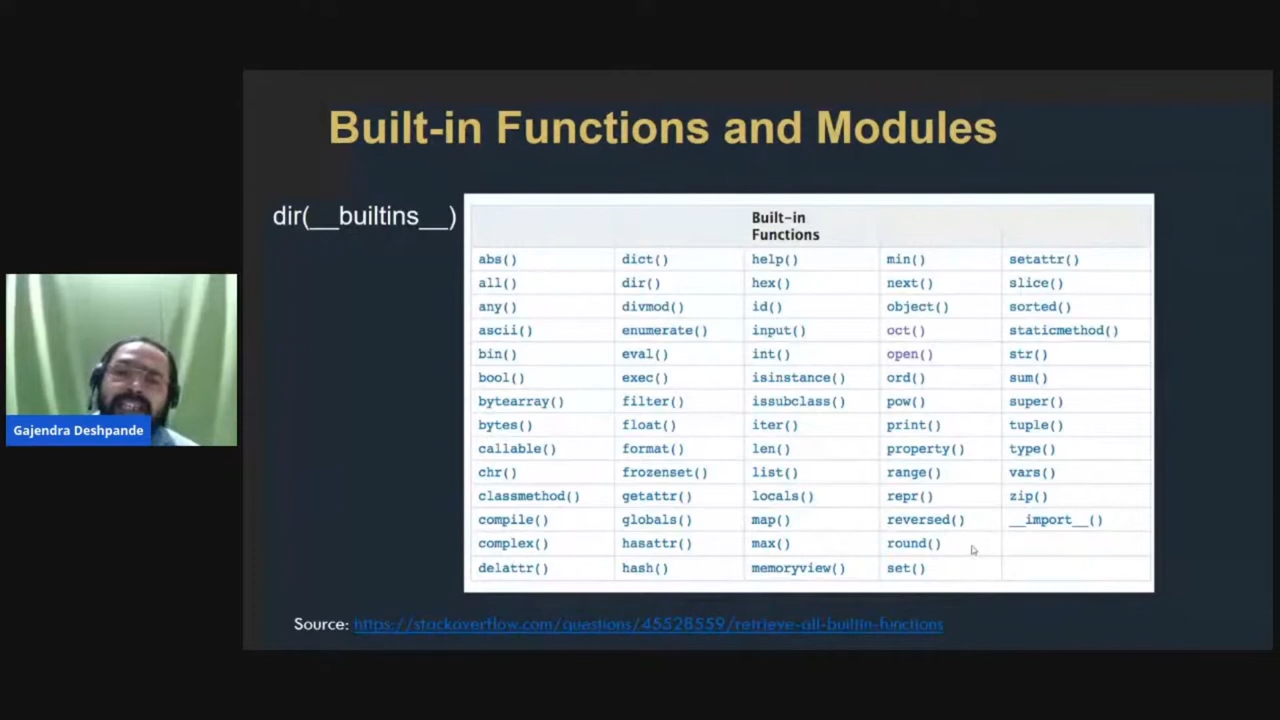 Built-in Functions and Modules
dir(__builtins__)
Built-in
Functions
abs() dict() help() min() setattr()
all() dir() hex() next() slice()
any() divmod() id() object() sorted()
ascii() enumerate() input() oct() staticmethod()
bin() eval() int() open() str()
bool() exec() isinstance() ord() sum()
bytearray() filter() issubclass() pow() super()
bytes() float() iter() print() tuple()
callable() format() len() property() type()
chr() frozenset() list() range() vars()
classmethod() getattr() locals() repr() zip()
compile() globals() map() reversed() __import__()
complex() hasattr() max() round()
delattr() hash() memoryview() set()
Gajendra Deshpande
Source: https://stackoverflow.com/questions/45528559/retrieve-all-builtin-functions